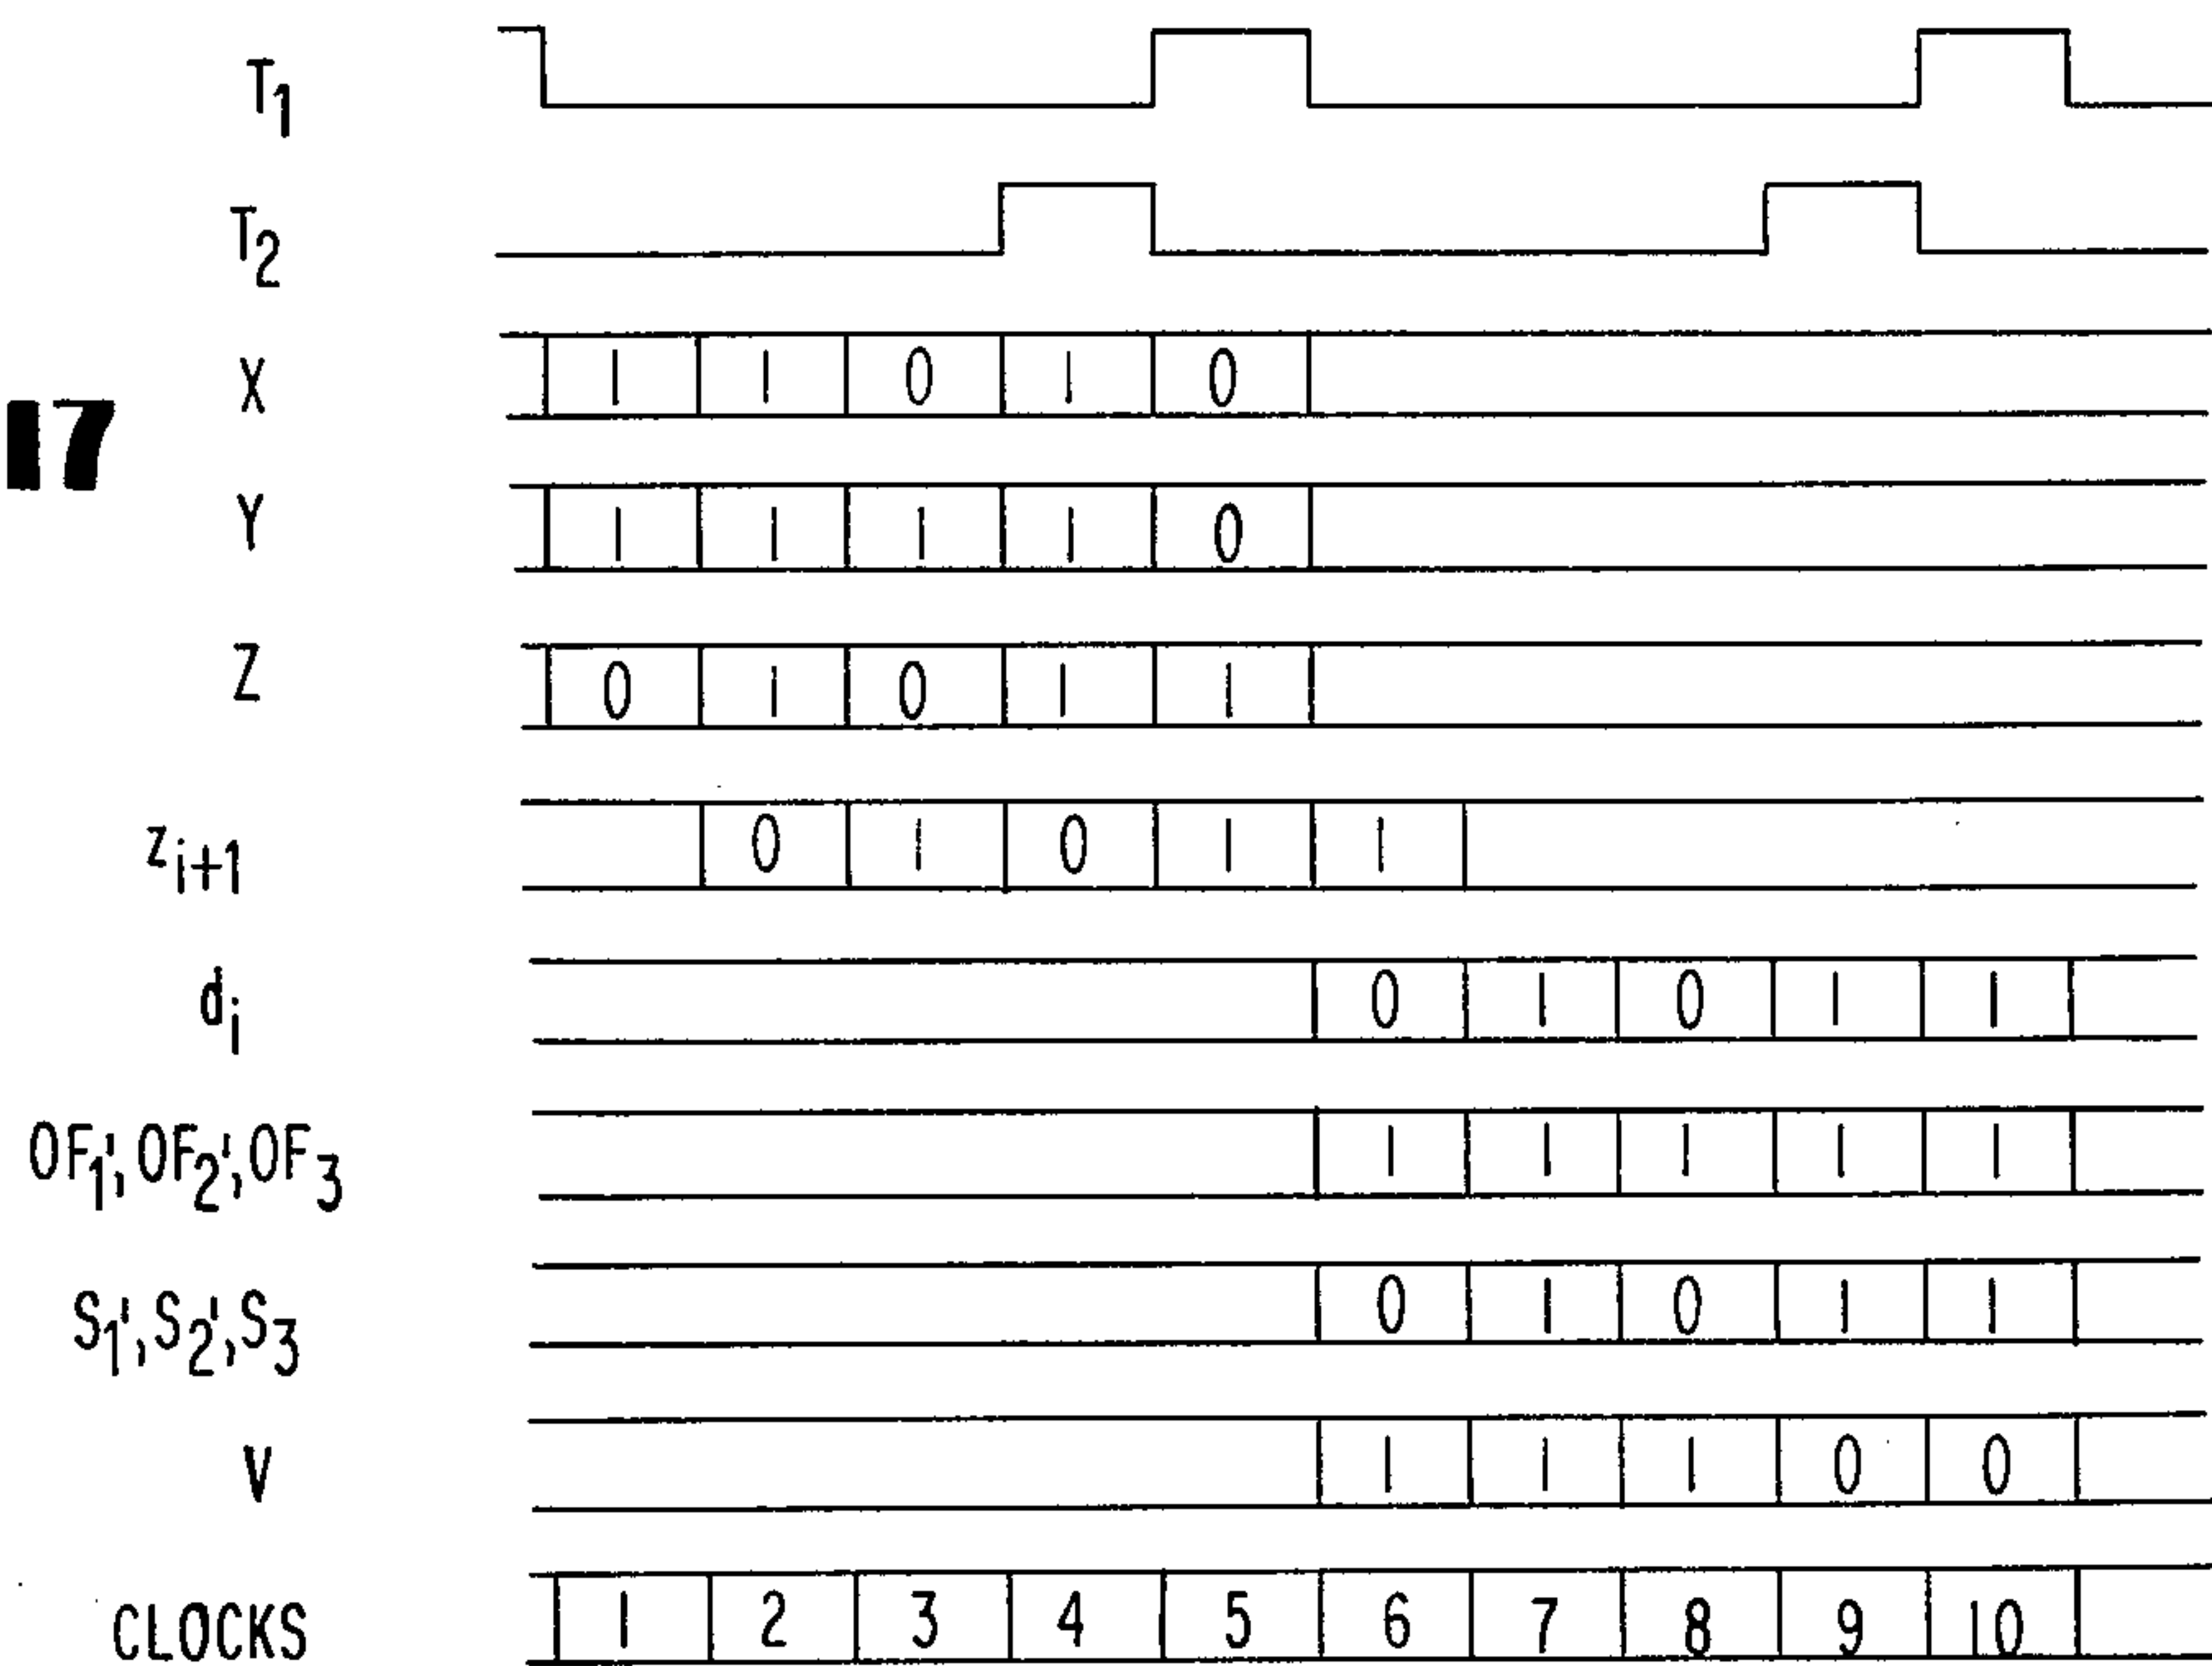 T1
T2
X 1 1 0 1 0
17
Y 1 1 1 1 0
Z 0 1 0 1 1
zi+1 0 1 0 1 1
di 0 1 0 1 1
OF1', OF2', OF3 1 1 1 1 1
S1', S2', S3 0 1 0 1 1
V 1 1 1 0 0
CLOCKS 1 2 3 4 5 6 7 8 9 10